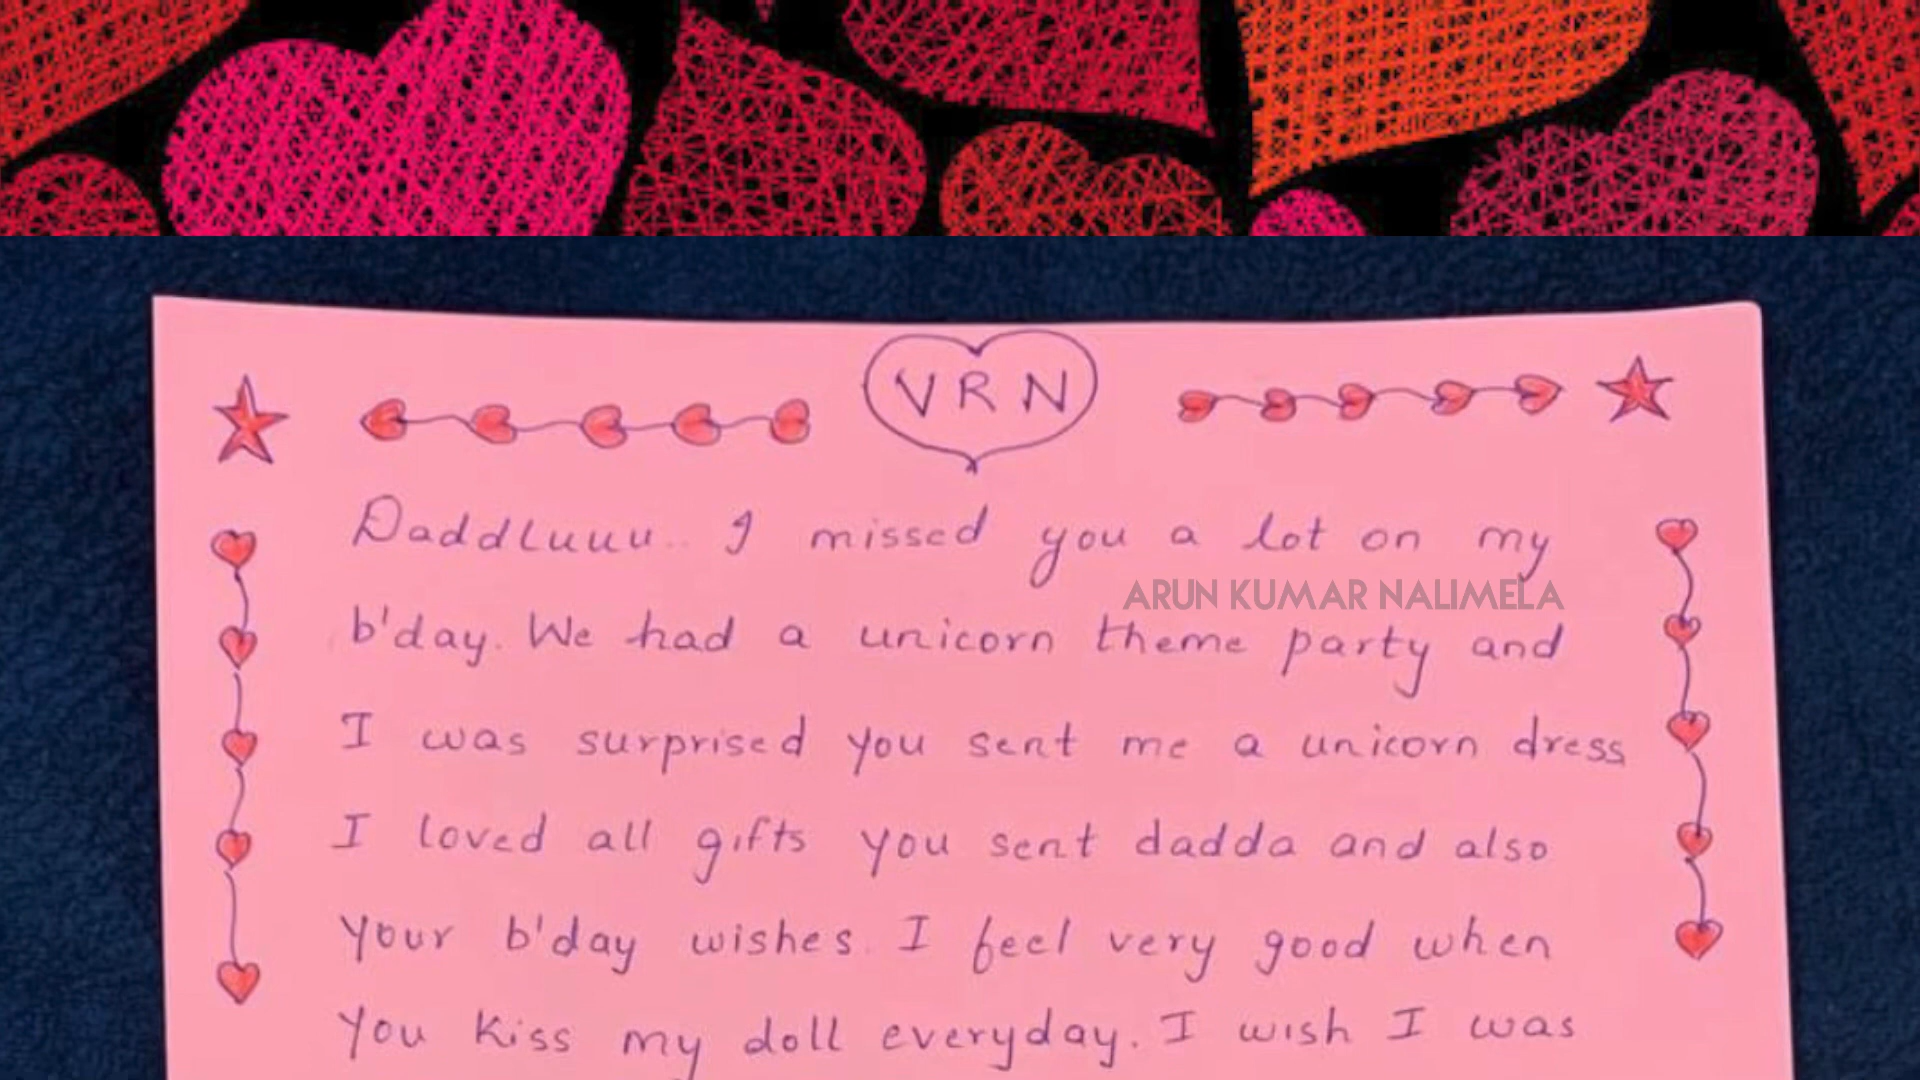 VRN
Daddluuu.. I missed you a lot on my
ARUN KUMAR NALIMELA
b'day. We had a unicorn theme party and
I was surprised you sent me a unicorn dress
I loved all gifts you sent dadda and also
your b'day wishes. I feel very good when
you kiss my doll everyday. I wish I was